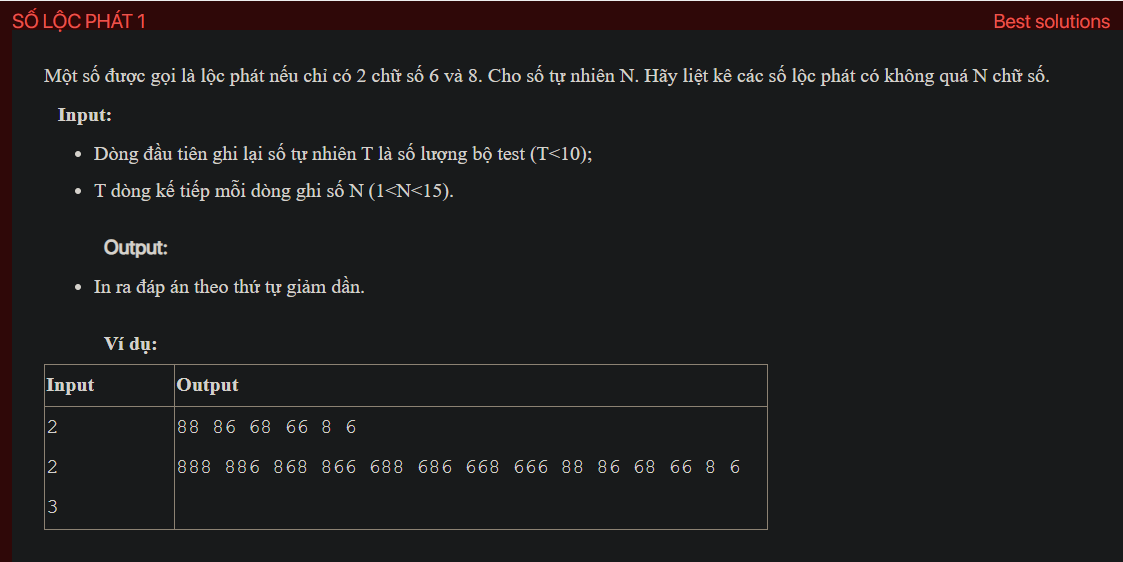 SỐ LỘC PHÁT 1 Best solutions
Một số được gọi là lộc phát nếu chỉ có 2 chữ số 6 và 8. Cho số tự nhiên N. Hãy liệt kê các số lộc phát có không quá N chữ số.
Input:
• Dòng đầu tiên ghi lại số tự nhiên T là số lượng bộ test (T<10);
• T dòng kế tiếp mỗi dòng ghi số N (1<N<15).
Output:
• In ra đáp án theo thứ tự giảm dần.
Ví dụ:
Input Output
2 88 86 68 66 8 6
2 888 886 868 866 688 686 668 666 88 86 68 66 8 6
3